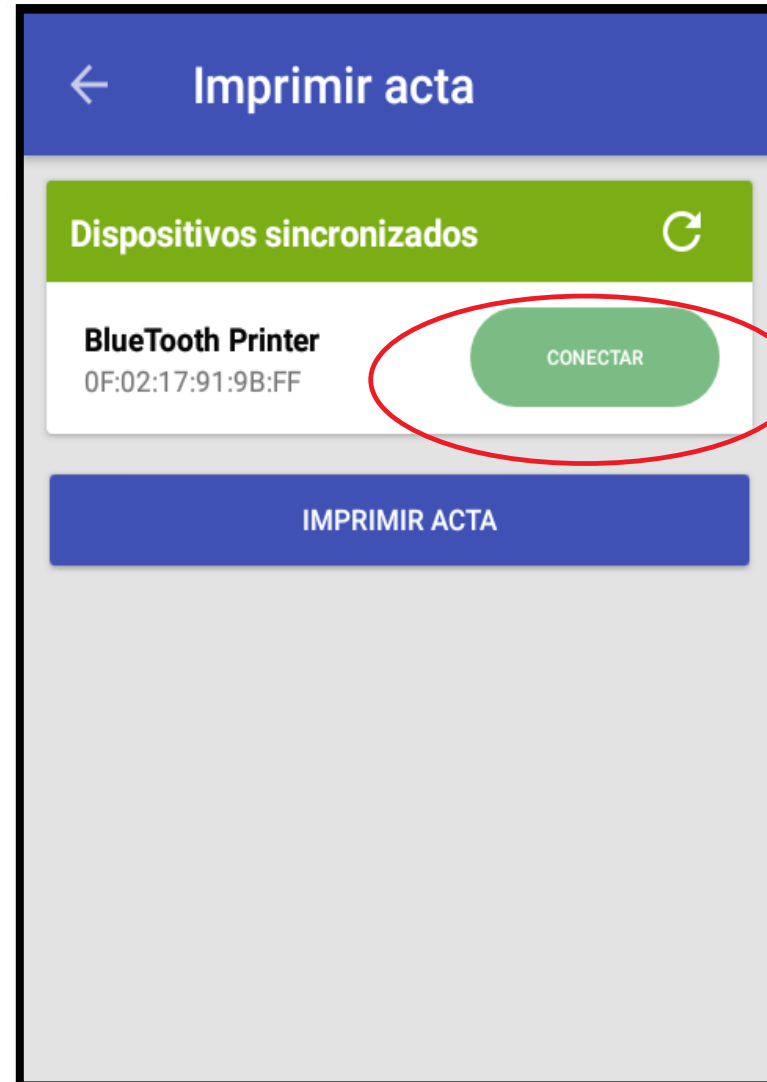 Imprimir acta
Dispositivos sincronizados
BlueTooth Printer
CONECTAR
0F:02:17:91:9B:FF
IMPRIMIR ACTA